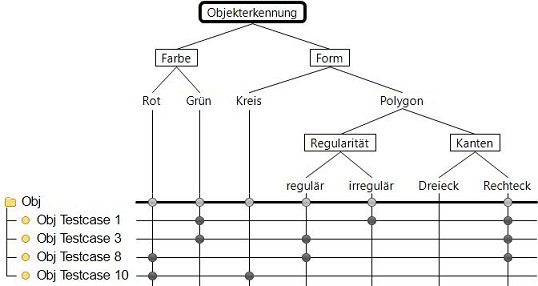 Objekterkennung
Farbe Form
Rot Grün Kreis Polygon
Regularität Kanten
regulär irregulär Dreieck Rechteck
Obj
Obj Testcase 1
Obj Testcase 3
Obj Testcase 8
Obj Testcase 10